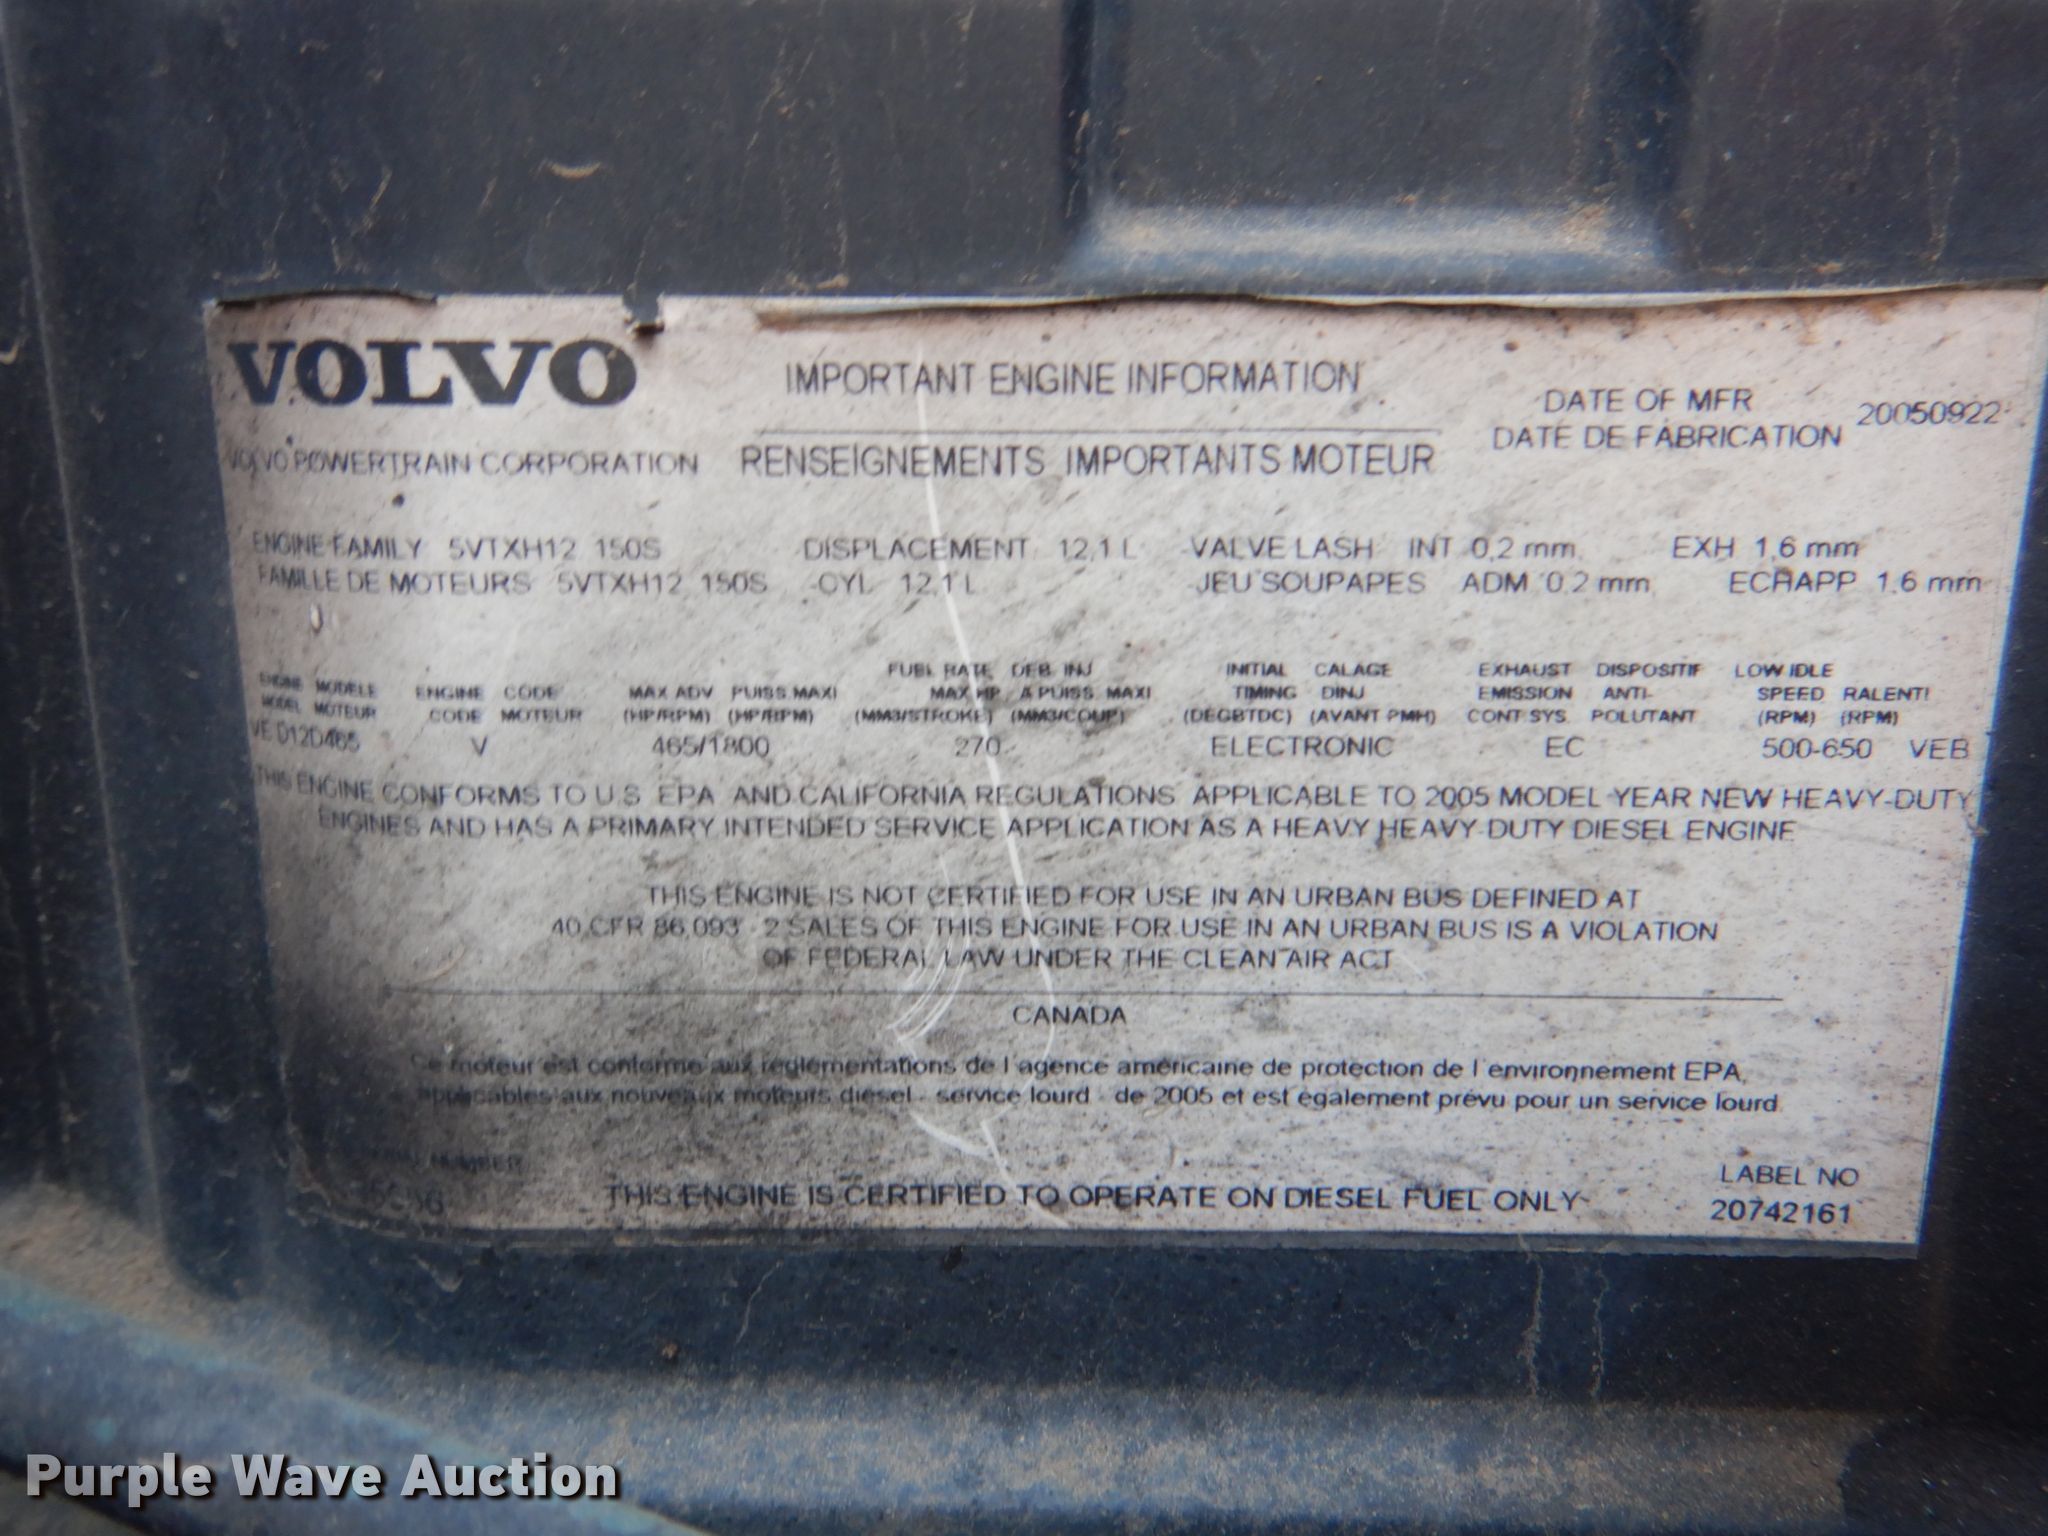 VOLVO
VOLVO POWERTRAIN CORPORATION
IMPORTANT ENGINE INFORMATION
RENSEIGNEMENTS IMPORTANTS MOTEUR
DATE OF MFR
DATE DE FABRICATION
20050922
ENGINE FAMILY 5VTXH12.150S DISPLACEMENT 12,1 L VALVE LASH INT 0,2 mm, EXH 1,6 mm
FAMILLE DE MOTEURS 5VTXH12.150S CYL 12,1 L JEU SOUPAPES ADM 0.2 mm, ECHAPP 1.6 mm
FUEL RATE DEB. INJ INITIAL CALAGE EXHAUST DISPOSITIF LOW IDLE
ENGINE MODELE ENGINE CODE MAX ADV PUISS MAXI MAX HP A PUISS. MAXI TIMING D'INJ EMISSION ANTI- SPEED RALENTI
MODEL MOTEUR CODE MOTEUR (HP/RPM) (HP/RPM) (MM3/STROKE) (MM3/COUP) (DEGBTDC) (AVANT PMH) CONT SYS. POLUTANT (RPM) (RPM)
VE D12D465 V 465/1800 270 ELECTRONIC EC 500-650 VEB
THIS ENGINE CONFORMS TO U.S. EPA AND CALIFORNIA REGULATIONS APPLICABLE TO 2005 MODEL YEAR NEW HEAVY-DUTY
ENGINES AND HAS A PRIMARY INTENDED SERVICE APPLICATION AS A HEAVY HEAVY-DUTY DIESEL ENGINE
THIS ENGINE IS NOT CERTIFIED FOR USE IN AN URBAN BUS DEFINED AT
40.CFR 86,093 - 2 SALES OF THIS ENGINE FOR USE IN AN URBAN BUS IS A VIOLATION
OF FEDERAL LAW UNDER THE CLEAN AIR ACT
CANADA
Ce moteur est conforme aux réglementations de l'agence américaine de protection de l'environnement EPA,
applicables aux nouveaux moteurs diesel - service lourd - de 2005 et est également prévu pour un service lourd
NUMBER
THIS ENGINE IS CERTIFIED TO OPERATE ON DIESEL FUEL ONLY
LABEL NO
20742161
Purple Wave Auction